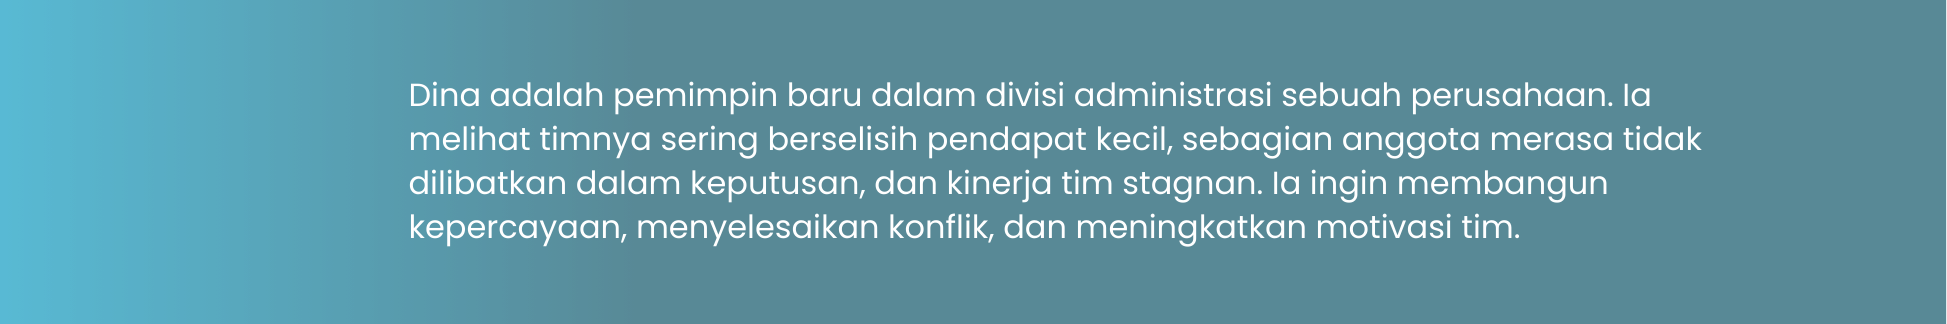 Dina adalah pemimpin baru dalam divisi administrasi sebuah perusahaan. Ia
melihat timnya sering berselisih pendapat kecil, sebagian anggota merasa tidak
dilibatkan dalam keputusan, dan kinerja tim stagnan. Ia ingin membangun
kepercayaan, menyelesaikan konflik, dan meningkatkan motivasi tim.